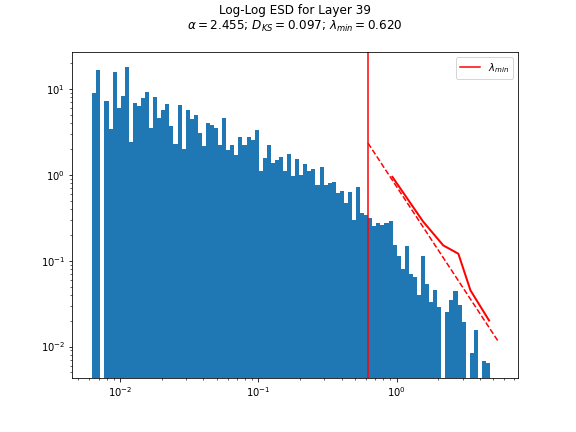 Log-Log ESD for Layer 39
α = 2.455; D_KS = 0.097; λ_min = 0.620
λ_min
10^1
10^0
10^-1
10^-2
10^-2
10^-1
10^0